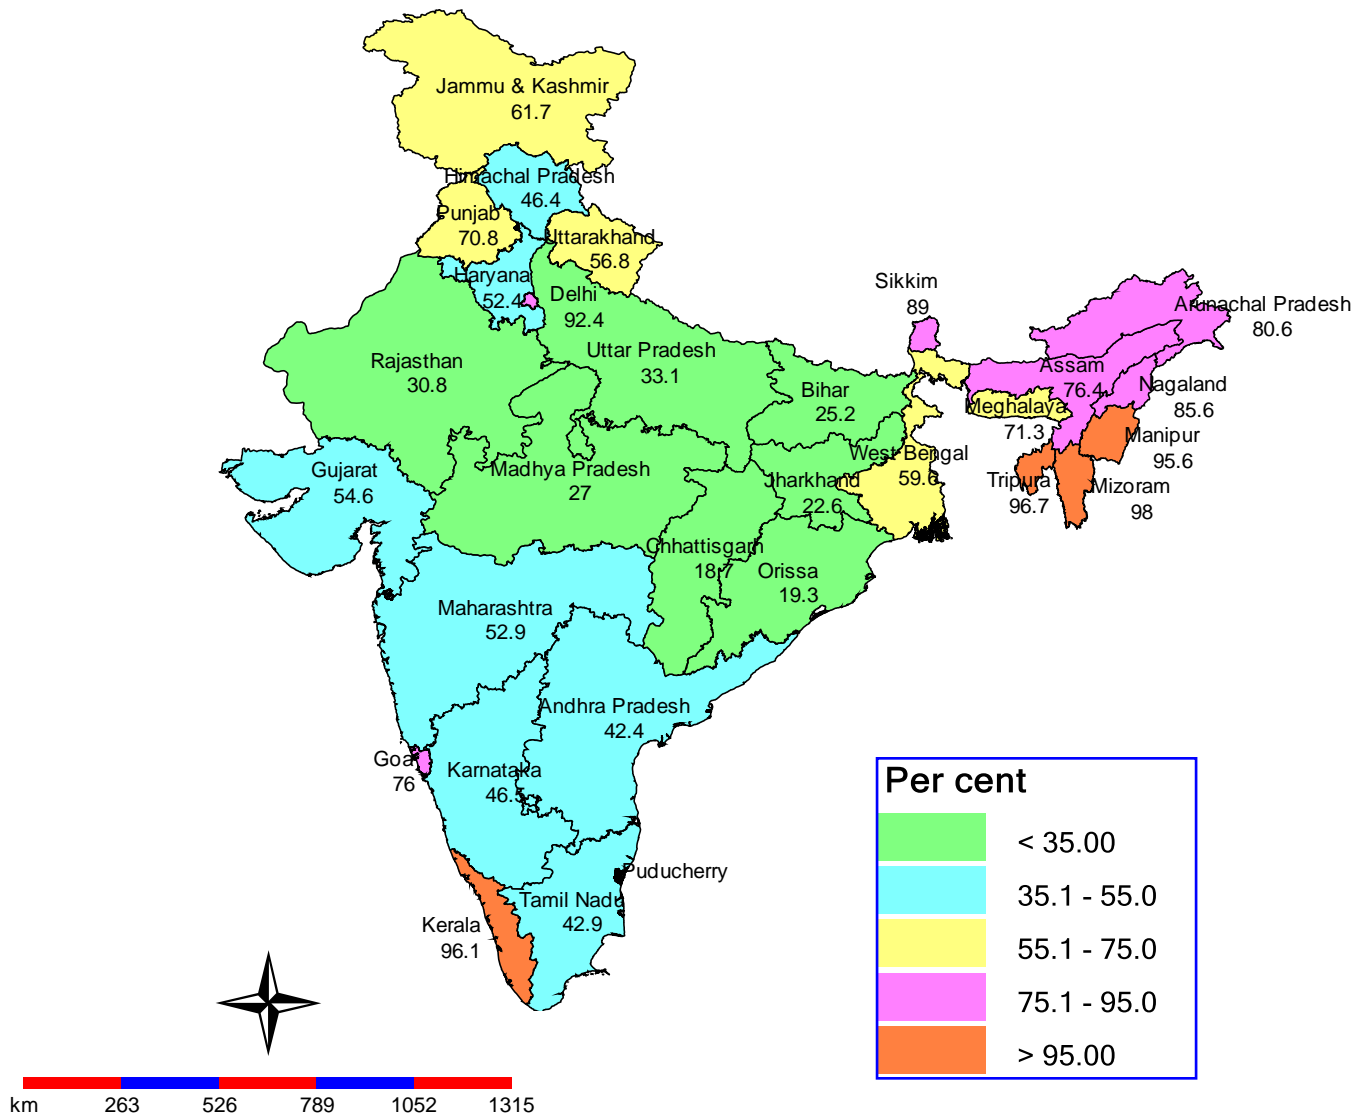 Jammu & Kashmir
61.7
Himachal Pradesh
46.4
Punjab
70.8
Uttarakhand
56.8
Haryana
52.4
Delhi
92.4
Sikkim
89
Arunachal Pradesh
80.6
Rajasthan
30.8
Uttar Pradesh
33.1
Bihar
25.2
Assam
76.4
Nagaland
85.6
Meghalaya
71.3
Manipur
95.6
Gujarat
54.6
Madhya Pradesh
27
Jharkhand
22.6
West Bengal
59.6
Tripura
96.7
Mizoram
98
Chhattisgarh
18.7
Orissa
19.3
Maharashtra
52.9
Andhra Pradesh
42.4
Goa
76
Karnataka
46.5
Puducherry
Tamil Nadu
42.9
Kerala
96.1
Per cent
< 35.00
35.1 - 55.0
55.1 - 75.0
75.1 - 95.0
> 95.00
km 263 526 789 1052 1315